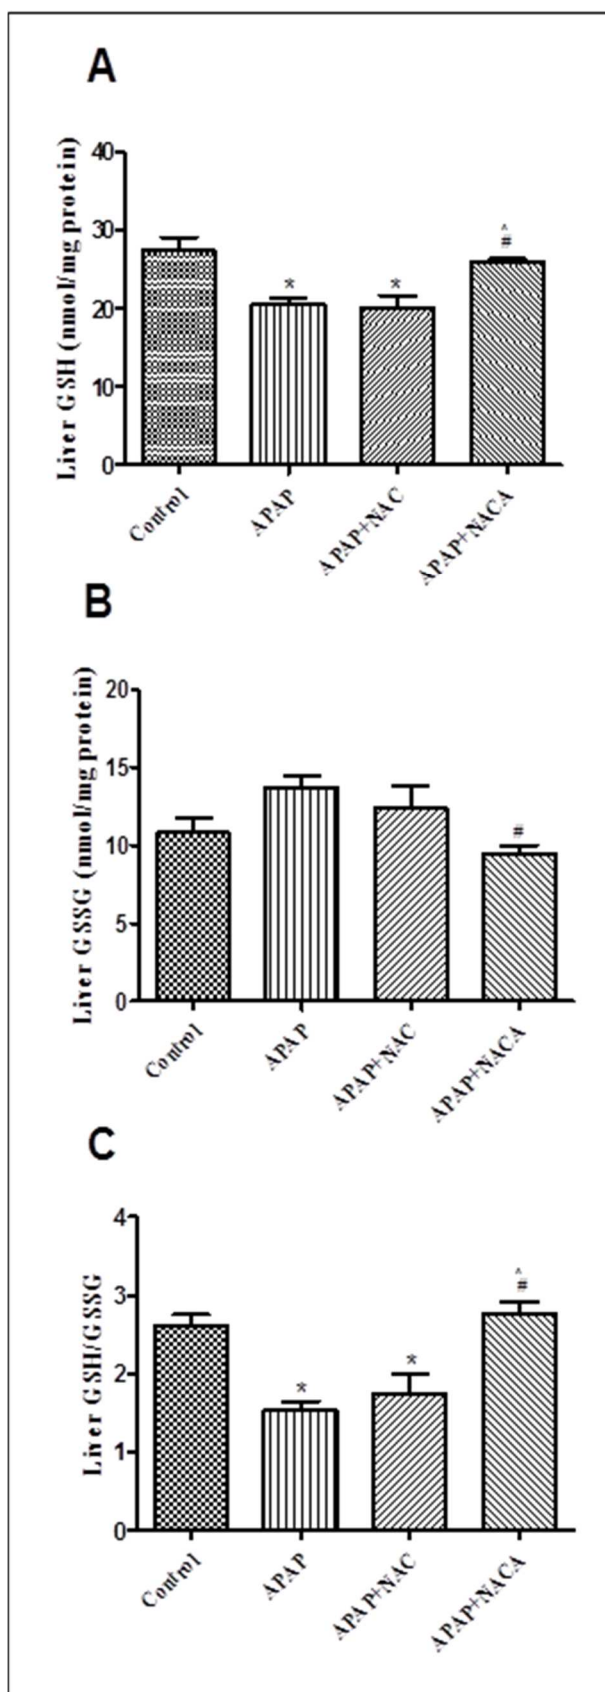 A
Liver GSH (nmol/mg protein)
40
30
20
10
0
* * ^
#
Control APAP APAP+NAC APAP+NACA
B
Liver GSSG (nmol/mg protein)
20
15
10
5
0
#
Control APAP APAP+NAC APAP+NACA
C
Liver GSH/GSSG
4
3
2
1
0
* * ^
#
Control APAP APAP+NAC APAP+NACA